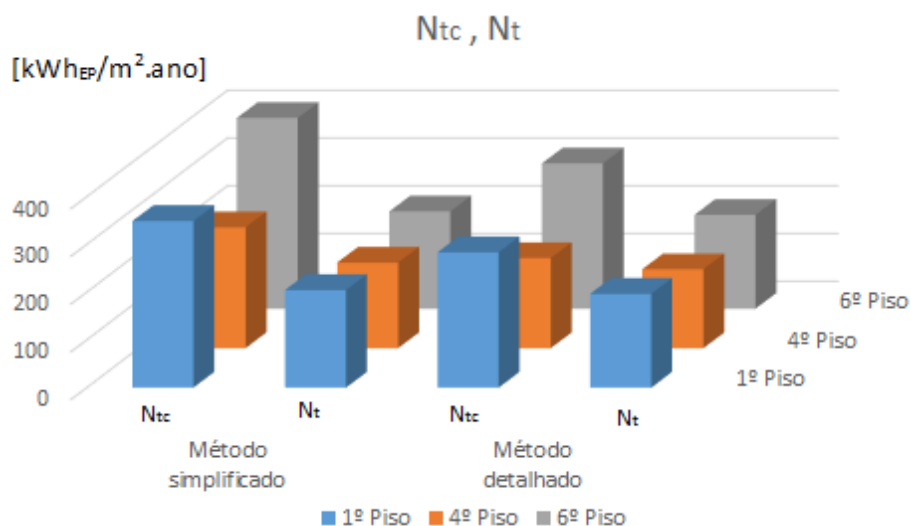 Ntc , Nt
[kWhEP/m².ano]
400
300
200
100
0
6º Piso
4º Piso
1º Piso
Ntc Nt Ntc Nt
Método simplificado
Método detalhado
1º Piso 4º Piso 6º Piso